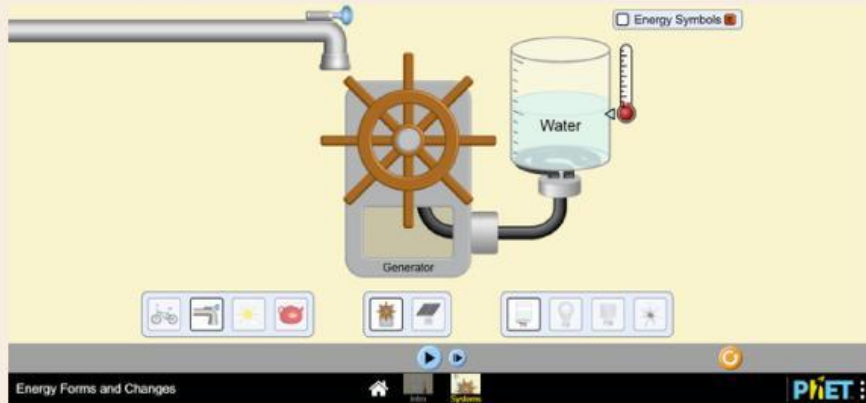 Energy Symbols E
Water
Generator
Energy Forms and Changes
Intro
Systems
PhET